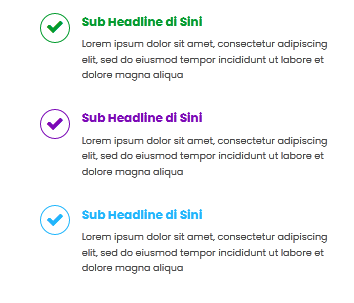 Sub Headline di Sini
Lorem ipsum dolor sit amet, consectetur adipiscing
elit, sed do eiusmod tempor incididunt ut labore et
dolore magna aliqua
Sub Headline di Sini
Lorem ipsum dolor sit amet, consectetur adipiscing
elit, sed do eiusmod tempor incididunt ut labore et
dolore magna aliqua
Sub Headline di Sini
Lorem ipsum dolor sit amet, consectetur adipiscing
elit, sed do eiusmod tempor incididunt ut labore et
dolore magna aliqua